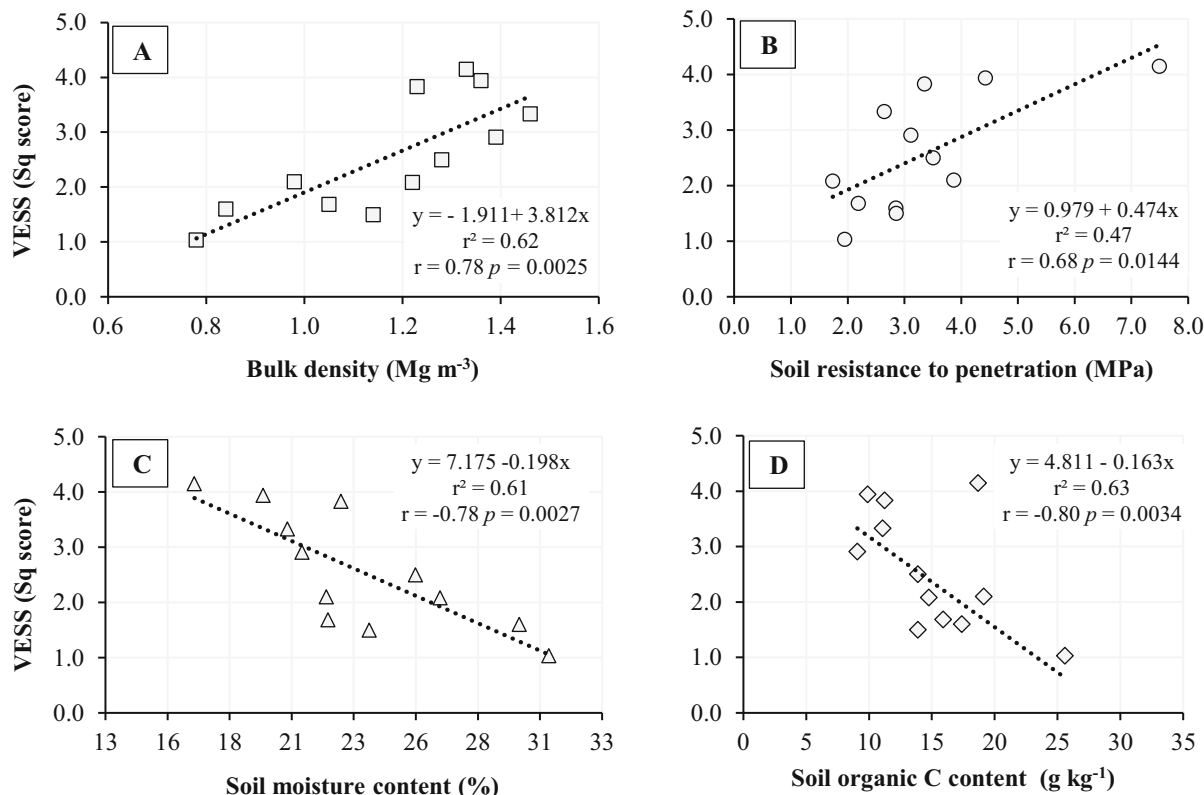 A
5.0
4.0
3.0
2.0
1.0
0.0
VESS (Sq score)
y = - 1.911+ 3.812x
r² = 0.62
r = 0.78 p = 0.0025
0.6 0.8 1.0 1.2 1.4 1.6
Bulk density (Mg m⁻³)
B
5.0
4.0
3.0
2.0
1.0
0.0
y = 0.979 + 0.474x
r² = 0.47
r = 0.68 p = 0.0144
0.0 1.0 2.0 3.0 4.0 5.0 6.0 7.0 8.0
Soil resistance to penetration (MPa)
C
5.0
4.0
3.0
2.0
1.0
0.0
VESS (Sq score)
y = 7.175 -0.198x
r² = 0.61
r = -0.78 p = 0.0027
13 16 18 21 23 26 28 31 33
Soil moisture content (%)
D
5.0
4.0
3.0
2.0
1.0
0.0
y = 4.811 - 0.163x
r² = 0.63
r = -0.80 p = 0.0034
0 5 10 15 20 25 30 35
Soil organic C content (g kg⁻¹)